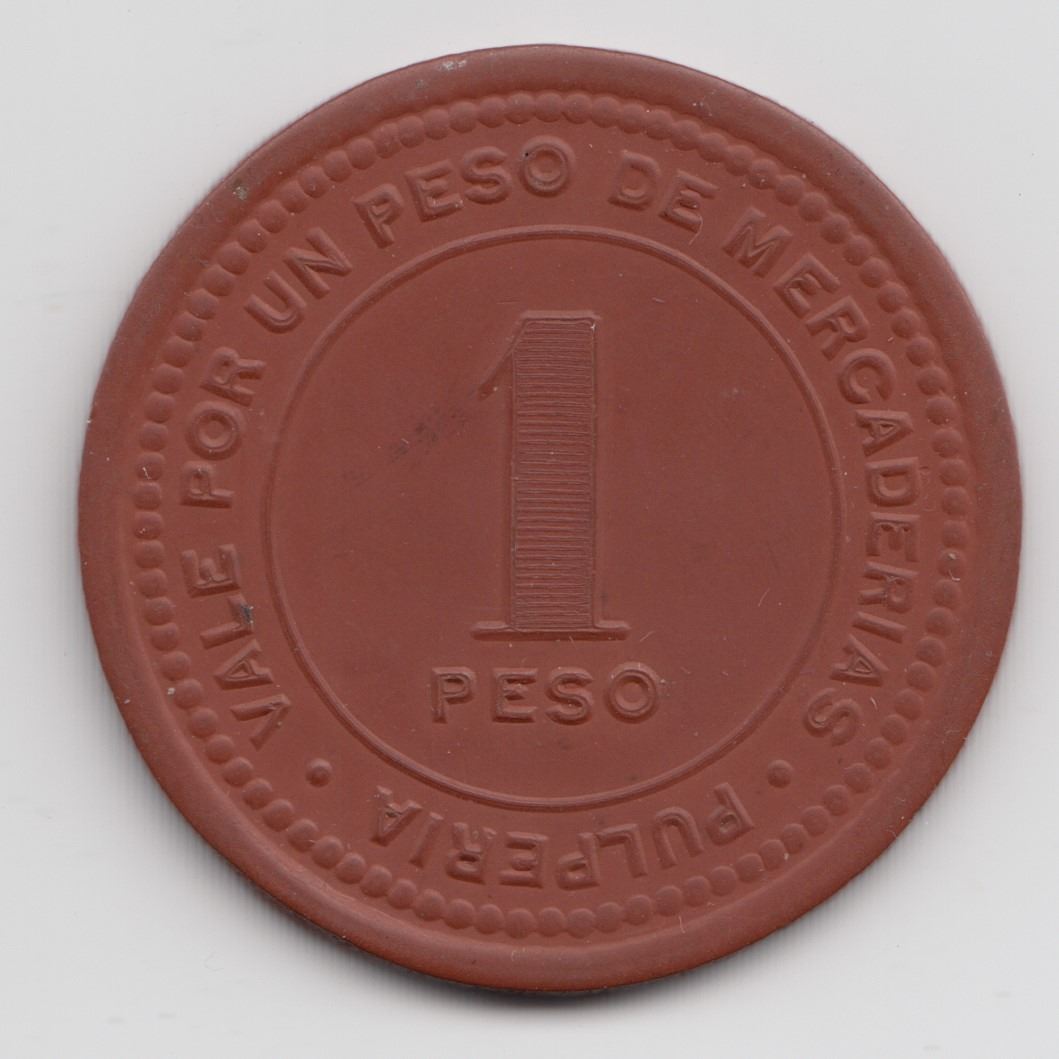 VALE POR UN PESO DE MERCADERIAS
1
PESO
• PULPERIA •